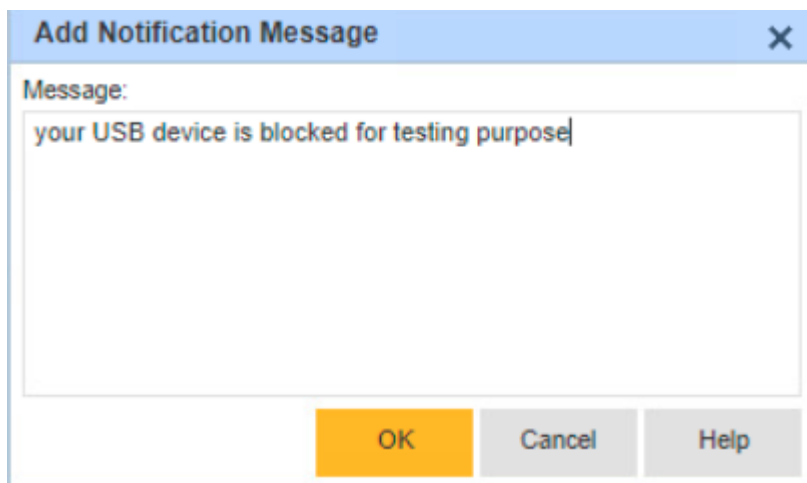 Add Notification Message
Message:
your USB device is blocked for testing purpose
OK Cancel Help